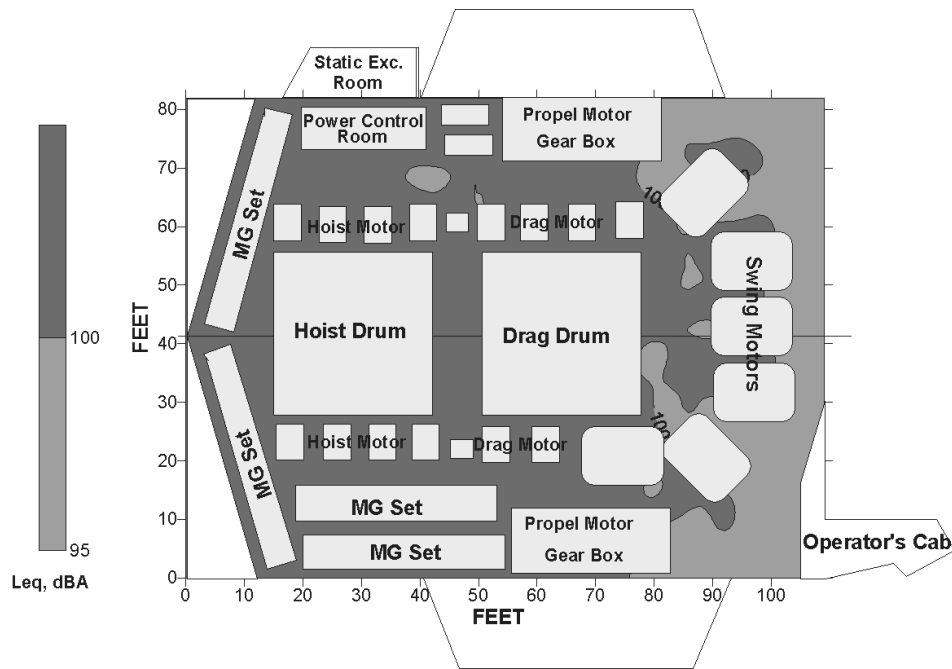 Static Exc.
Room
80
Power Control
Room
Propel Motor
Gear Box
70
MG Set
100
60
Hoist Motor
Drag Motor
50
Swing Motors
100
FEET
40
Hoist Drum
Drag Drum
30
MG Set
100
Hoist Motor
Drag Motor
20
MG Set
10
Propel Motor
Gear Box
MG Set
0
95
Leq, dBA
Operator's Cab
0 10 20 30 40 50 60 70 80 90 100
FEET